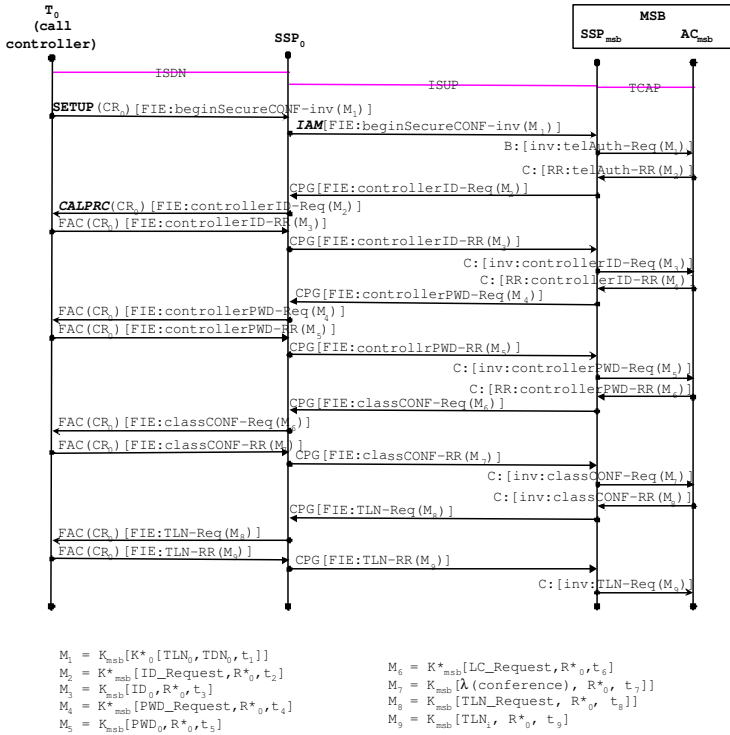 T₀
(call
controller)
SSP₀
MSB
SSPmsb ACmsb
ISDN
ISUP
TCAP
SETUP(CR₀)[FIE:beginSecureCONF-inv(M₁)]
IAM[FIE:beginSecureCONF-inv(M₁)]
B:[inv:telAuth-Req(M₁)]
C:[RR:telAuth-RR(M₂)]
CPG[FIE:controllerID-Req(M₂)]
CALPRC(CR₀)[FIE:controllerID-Req(M₂)]
FAC(CR₀)[FIE:controllerID-RR(M₃)]
CPG[FIE:controllerID-RR(M₃)]
C:[inv:controllerID-Req(M₃)]
C:[RR:controllerID-RR(M₄)]
CPG[FIE:controllerPWD-Req(M₄)]
FAC(CR₀)[FIE:controllerPWD-Req(M₄)]
FAC(CR₀)[FIE:controllerPWD-RR(M₅)]
CPG[FIE:controllrPWD-RR(M₅)]
C:[inv:controllerPWD-Req(M₅)]
C:[RR:controllerPWD-RR(M₆)]
CPG[FIE:classCONF-Req(M₆)]
FAC(CR₀)[FIE:classCONF-Req(M₆)]
FAC(CR₀)[FIE:classCONF-RR(M₇)]
CPG[FIE:classCONF-RR(M₇)]
C:[inv:classCONF-Req(M₇)]
C:[inv:classCONF-RR(M₈)]
CPG[FIE:TLN-Req(M₈)]
FAC(CR₀)[FIE:TLN-Req(M₈)]
FAC(CR₀)[FIE:TLN-RR(M₉)]
CPG[FIE:TLN-RR(M₉)]
C:[inv:TLN-Req(M₉)]
M₁ = Kmsb[K*₀[TLN₀,TDN₀,t₁]]
M₂ = K*msb[ID_Request,R*₀,t₂]
M₃ = Kmsb[ID₀,R*₀,t₃]
M₄ = K*msb[PWD_Request,R*₀,t₄]
M₅ = Kmsb[PWD₀,R*₀,t₅]
M₆ = K*msb[LC_Request,R*₀,t₆]
M₇ = Kmsb[λ(conference), R*₀, t₇]]
M₈ = Kmsb[TLN_Request, R*₀, t₈]]
M₉ = Kmsb[TLNᵢ, R*₀, t₉]